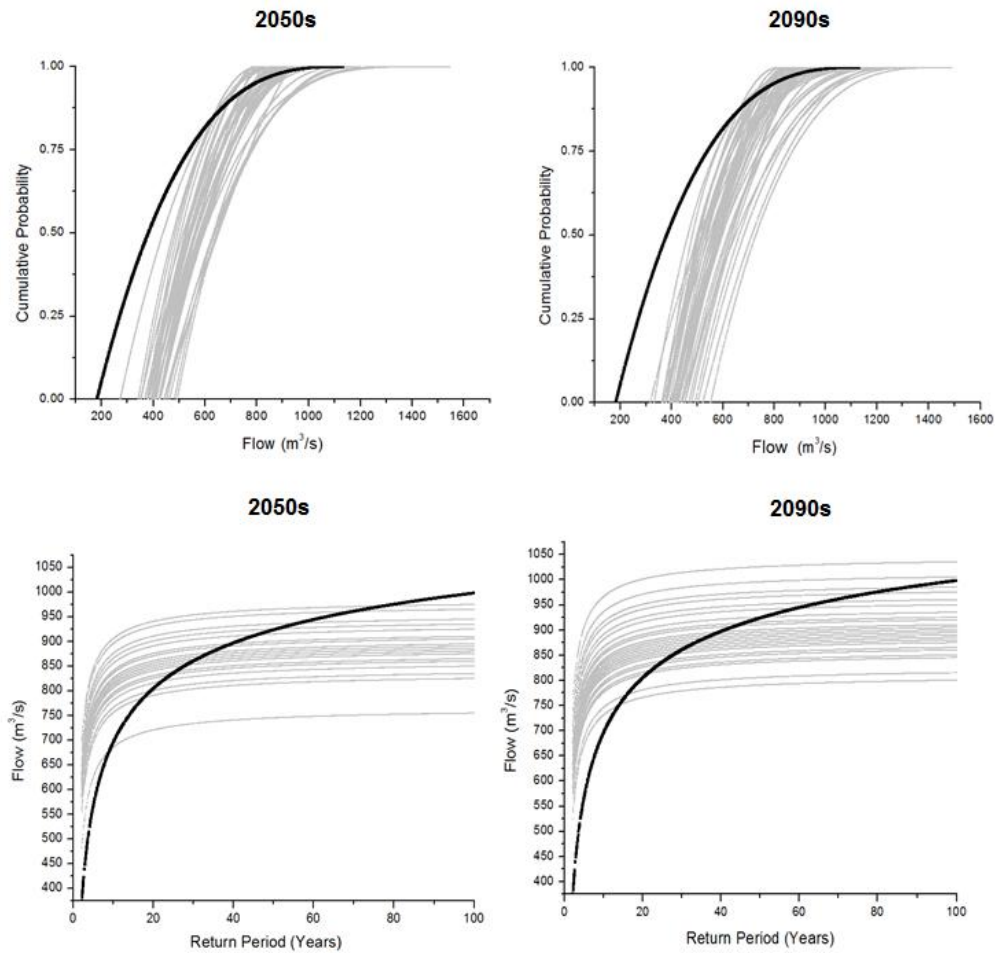 2050s
2090s
1.00
0.75
0.50
0.25
0.00
Cumulative Probability
200 400 600 800 1000 1200 1400 1600
Flow (m³/s)
1.00
0.75
0.50
0.25
0.00
Cumulative Probability
200 400 600 800 1000 1200 1400 1600
Flow (m³/s)
2050s
2090s
1050
1000
950
900
850
800
750
700
650
600
550
500
450
400
Flow (m³/s)
0 20 40 60 80 100
Return Period (Years)
1050
1000
950
900
850
800
750
700
650
600
550
500
450
400
Flow (m³/s)
0 20 40 60 80 100
Return Period (Years)